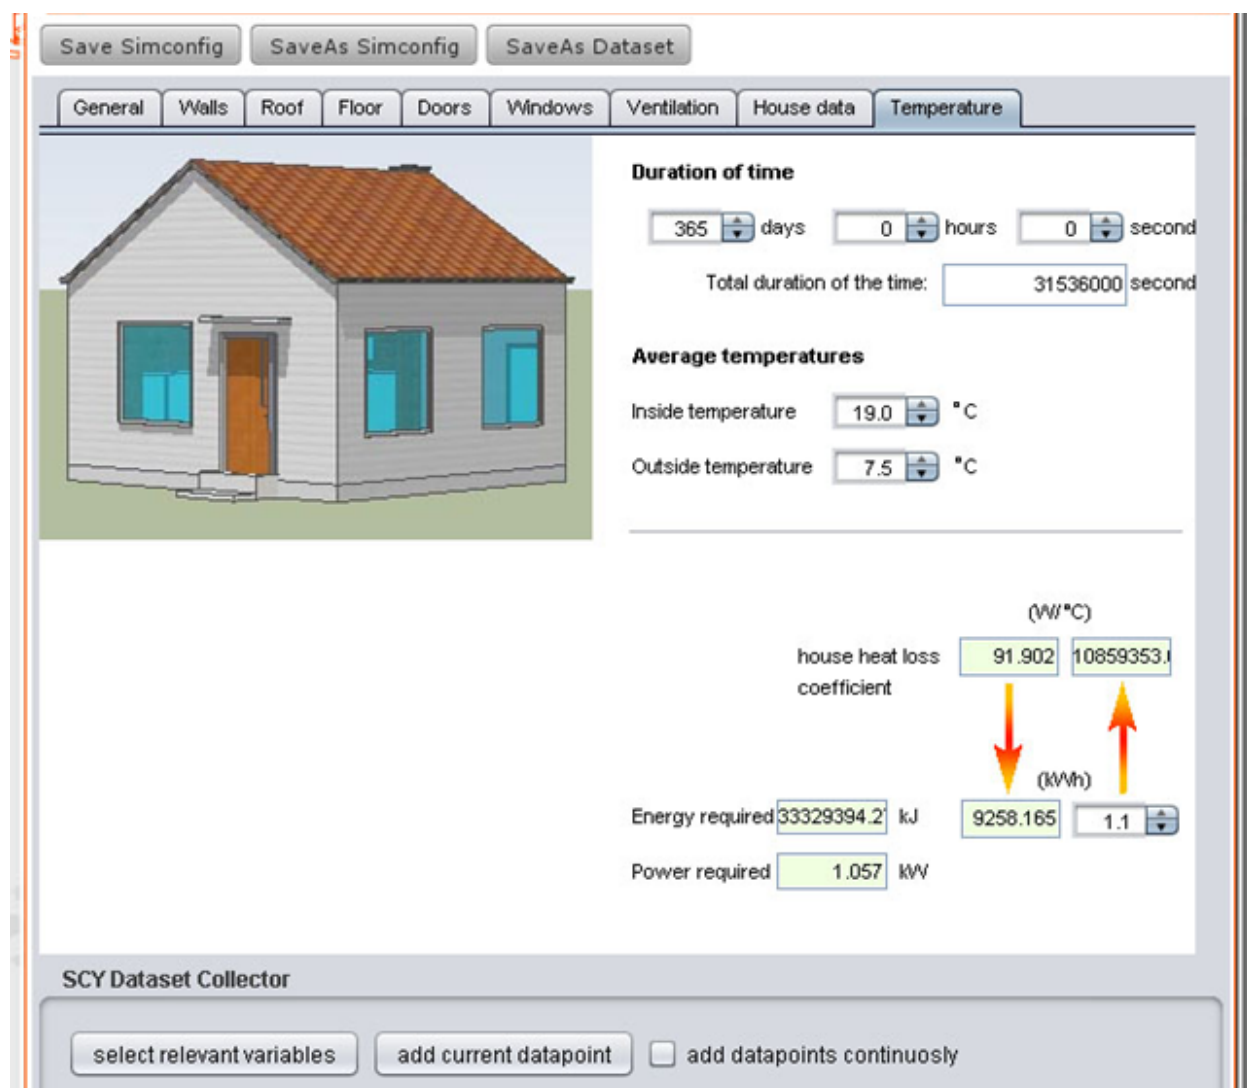 Save Simconfig SaveAs Simconfig SaveAs Dataset
General Walls Roof Floor Doors Windows Ventilation House data Temperature
Duration of time
365 days 0 hours 0 second
Total duration of the time: 31536000 second
Average temperatures
Inside temperature 19.0 °C
Outside temperature 7.5 °C
(W/°C)
house heat loss 91.902 10859353.
coefficient
(kWh)
Energy required 33329394.2 kJ 9258.165 1.1
Power required 1.057 kW
SCY Dataset Collector
select relevant variables add current datapoint add datapoints continuosly